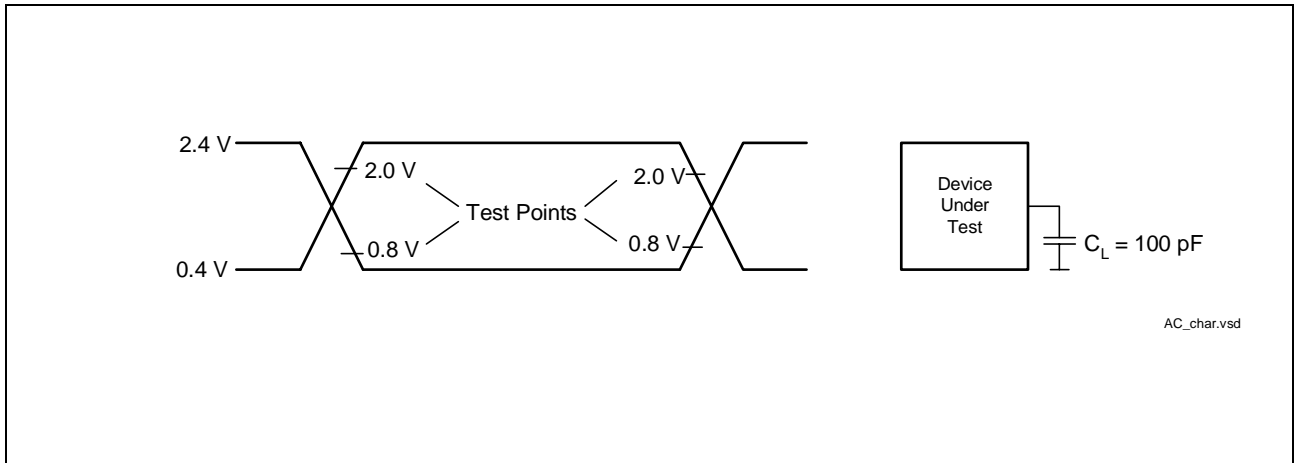 2.4 V
2.0 V
2.0 V
Test Points
0.8 V
0.8 V
0.4 V
Device
Under
Test
C_L = 100 pF
AC_char.vsd